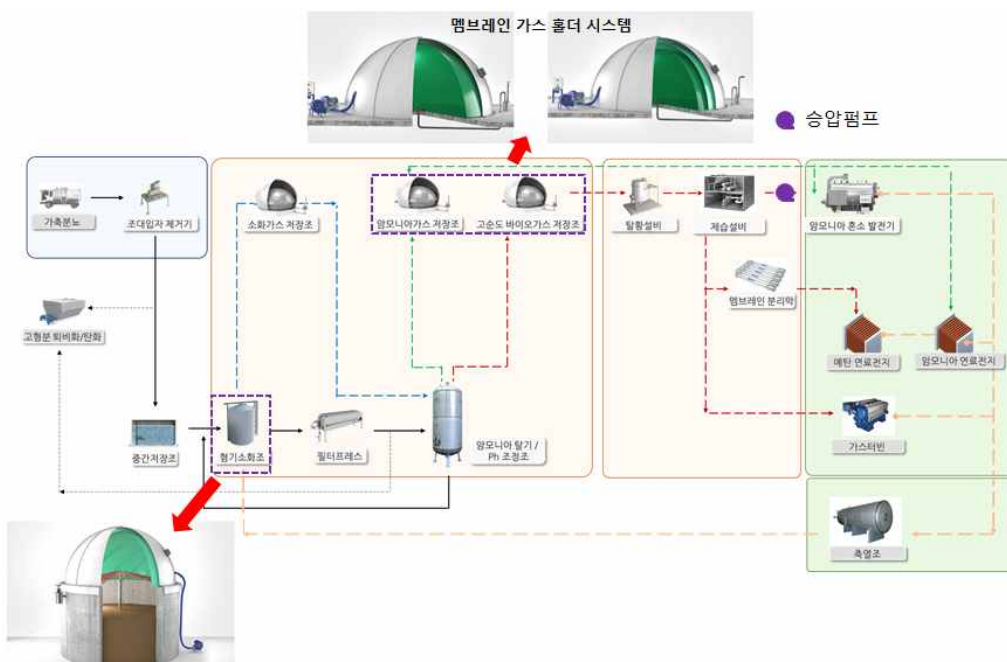 멤브레인 가스 홀더 시스템
승압펌프
가축분뇨
조대입자 제거기
소화가스 저장조
암모니아가스 저장조
고순도 바이오가스 저장조
탈황설비
제습설비
암모니아 혼소 발전기
고형분 퇴비화/탄화
멤브레인 분리막
메탄 연료전지
암모니아 연료전지
중간저장조
혐기소화조
필터프레스
암모니아 탈기 /
Ph 조정조
가스터빈
축열조